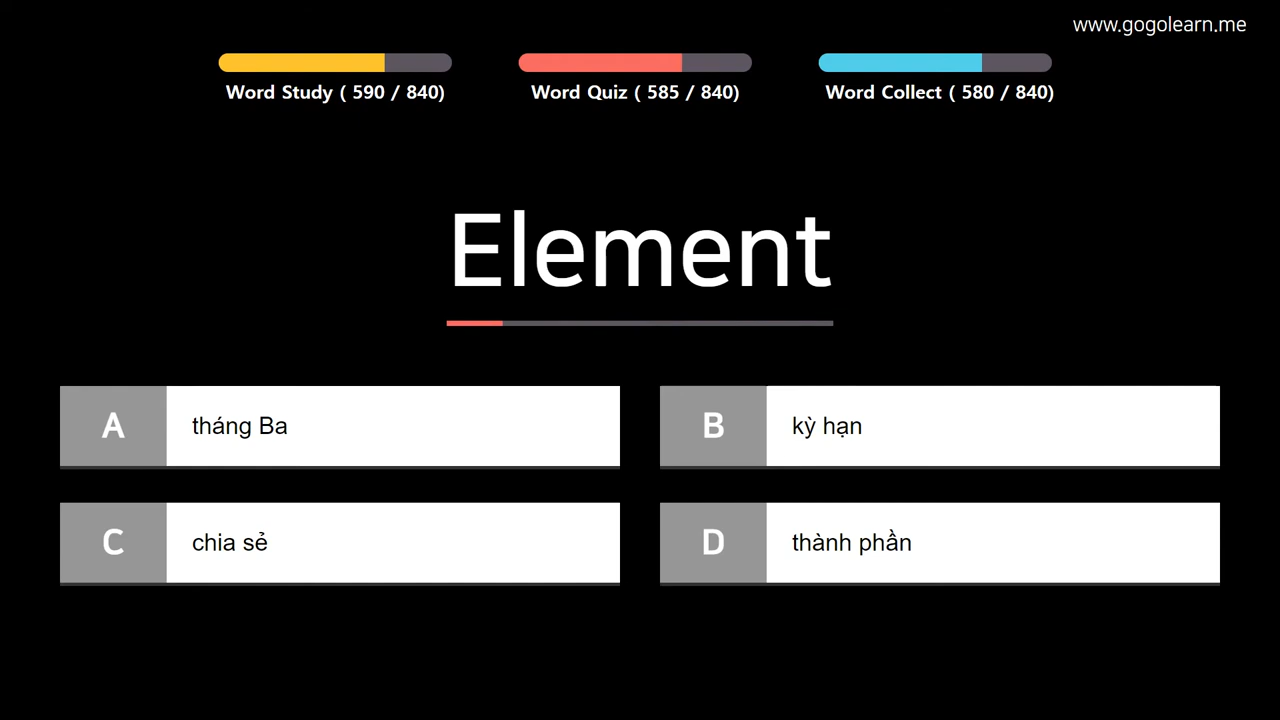 www.gogolearn.me
Word Study ( 590 / 840)
Word Quiz ( 585 / 840)
Word Collect ( 580 / 840)
Element
A tháng Ba
B kỳ hạn
C chia sẻ
D thành phần